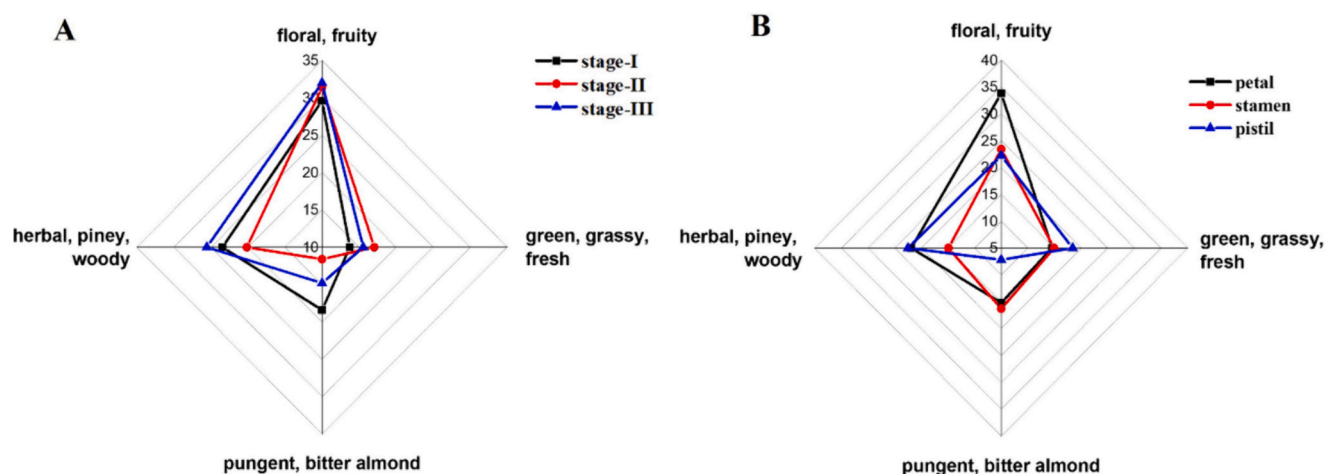 A
floral, fruity
35
30
25
20
15
10
stage-I
stage-II
stage-III
herbal, piney,
woody
green, grassy,
fresh
pungent, bitter almond
B
floral, fruity
40
35
30
25
20
15
10
5
petal
stamen
pistil
herbal, piney,
woody
green, grassy,
fresh
pungent, bitter almond